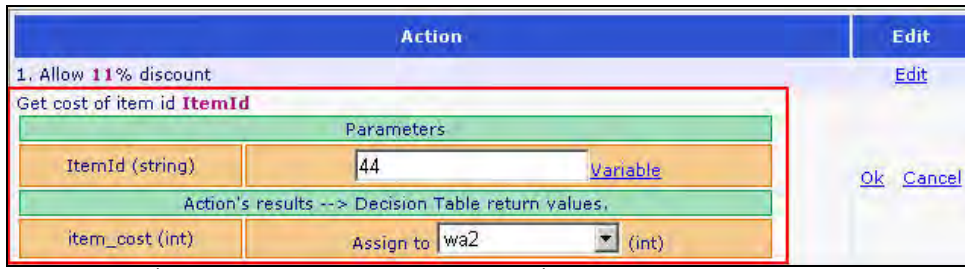 Action Edit
1. Allow 11% discount Edit
Get cost of item id ItemId
Parameters
ItemId (string) 44 Variable
Ok Cancel
Action's results --> Decision Table return values.
item_cost (int) Assign to wa2 (int)